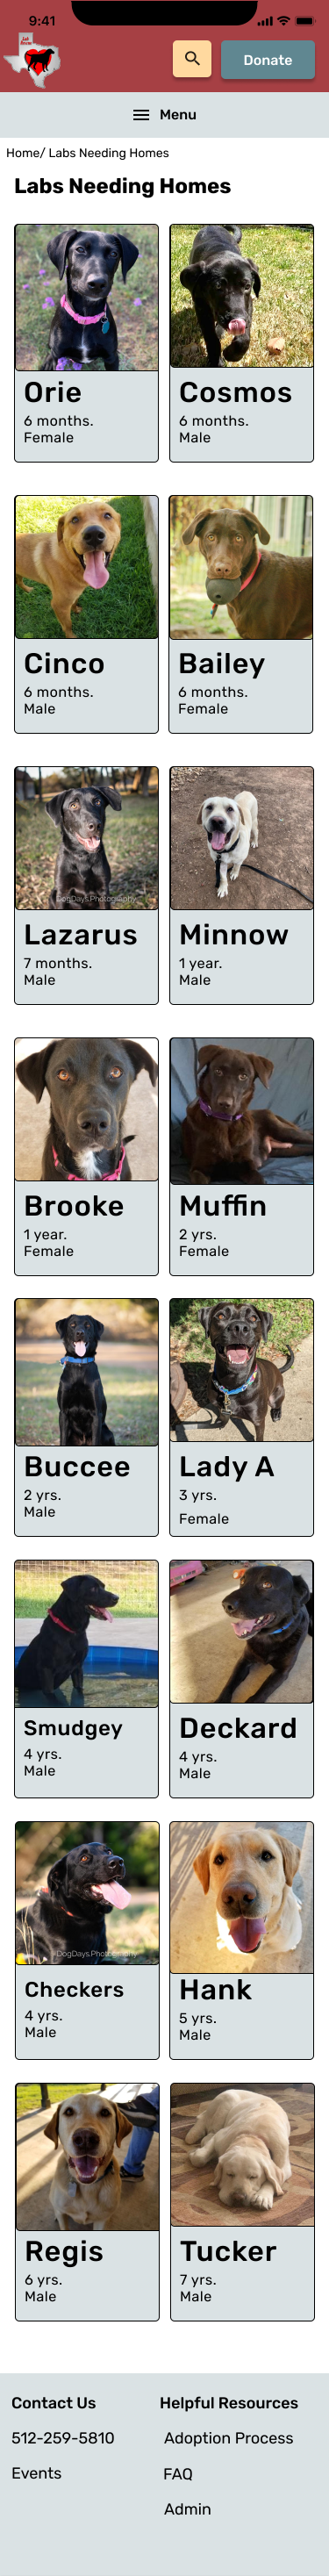 9:41
Donate
Menu
Home/ Labs Needing Homes
Labs Needing Homes
Orie
6 months.
Female
Cosmos
6 months.
Male
Cinco
6 months.
Male
Bailey
6 months.
Female
DogDays.Photography
Lazarus
7 months.
Male
Minnow
1 year.
Male
Brooke
1 year.
Female
Muffin
2 yrs.
Female
Buccee
2 yrs.
Male
Lady A
3 yrs.
Female
Smudgey
4 yrs.
Male
Deckard
4 yrs.
Male
DogDays.Photography
Checkers
4 yrs.
Male
Hank
5 yrs.
Male
Regis
6 yrs.
Male
Tucker
7 yrs.
Male
Contact Us
512-259-5810
Events
Helpful Resources
Adoption Process
FAQ
Admin